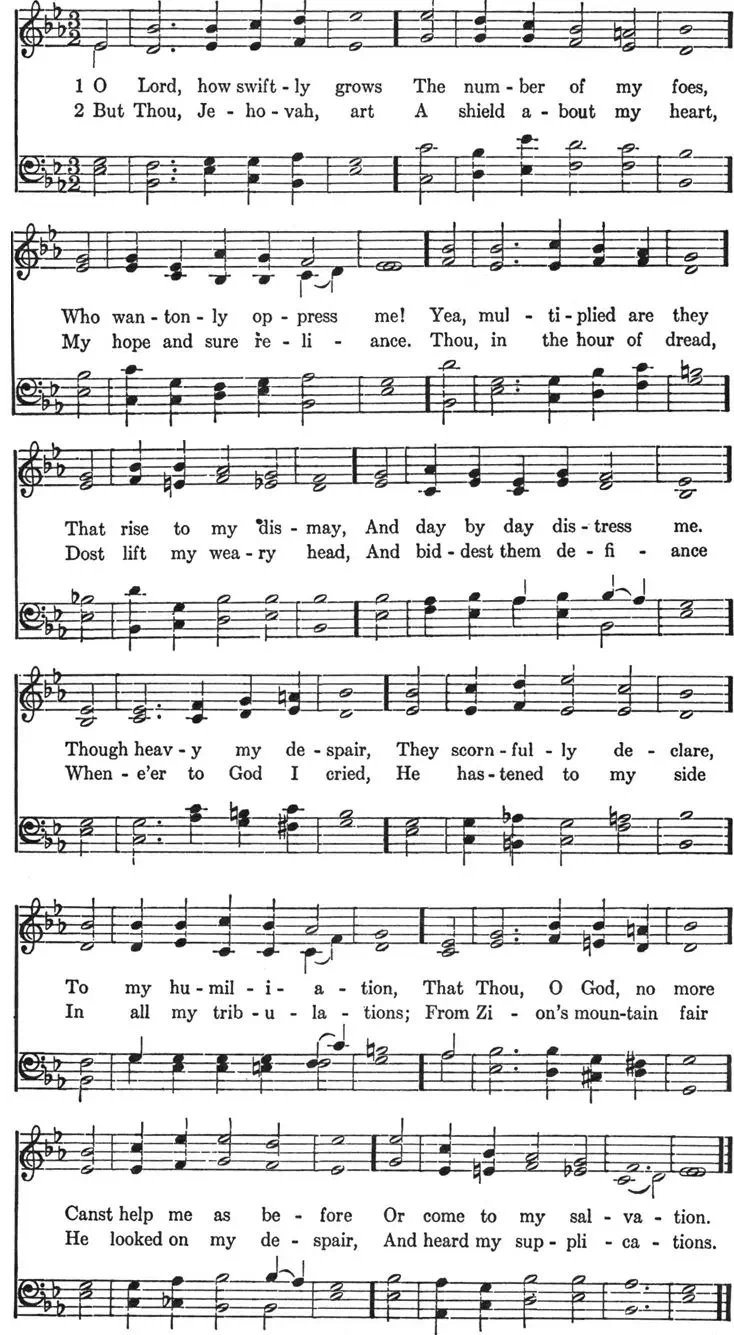 1 O Lord, how swift - ly grows The num - ber of my foes,
2 But Thou, Je - ho - vah, art A shield a - bout my heart,
Who wan - ton - ly op - press me! Yea, mul - ti - plied are they
My hope and sure re - li - ance. Thou, in the hour of dread,
That rise to my dis - may, And day by day dis - tress me.
Dost lift my wea - ry head, And bid - dest them de - fi - ance
Though heav - y my de - spair, They scorn - ful - ly de - clare,
When - e'er to God I cried, He has - tened to my side
To my hu - mil - i - a - tion, That Thou, O God, no more
In all my trib - u - la - tions; From Zi - on's moun - tain fair
Canst help me as be - fore Or come to my sal - va - tion.
He looked on my de - spair, And heard my sup - pli - ca - tions.